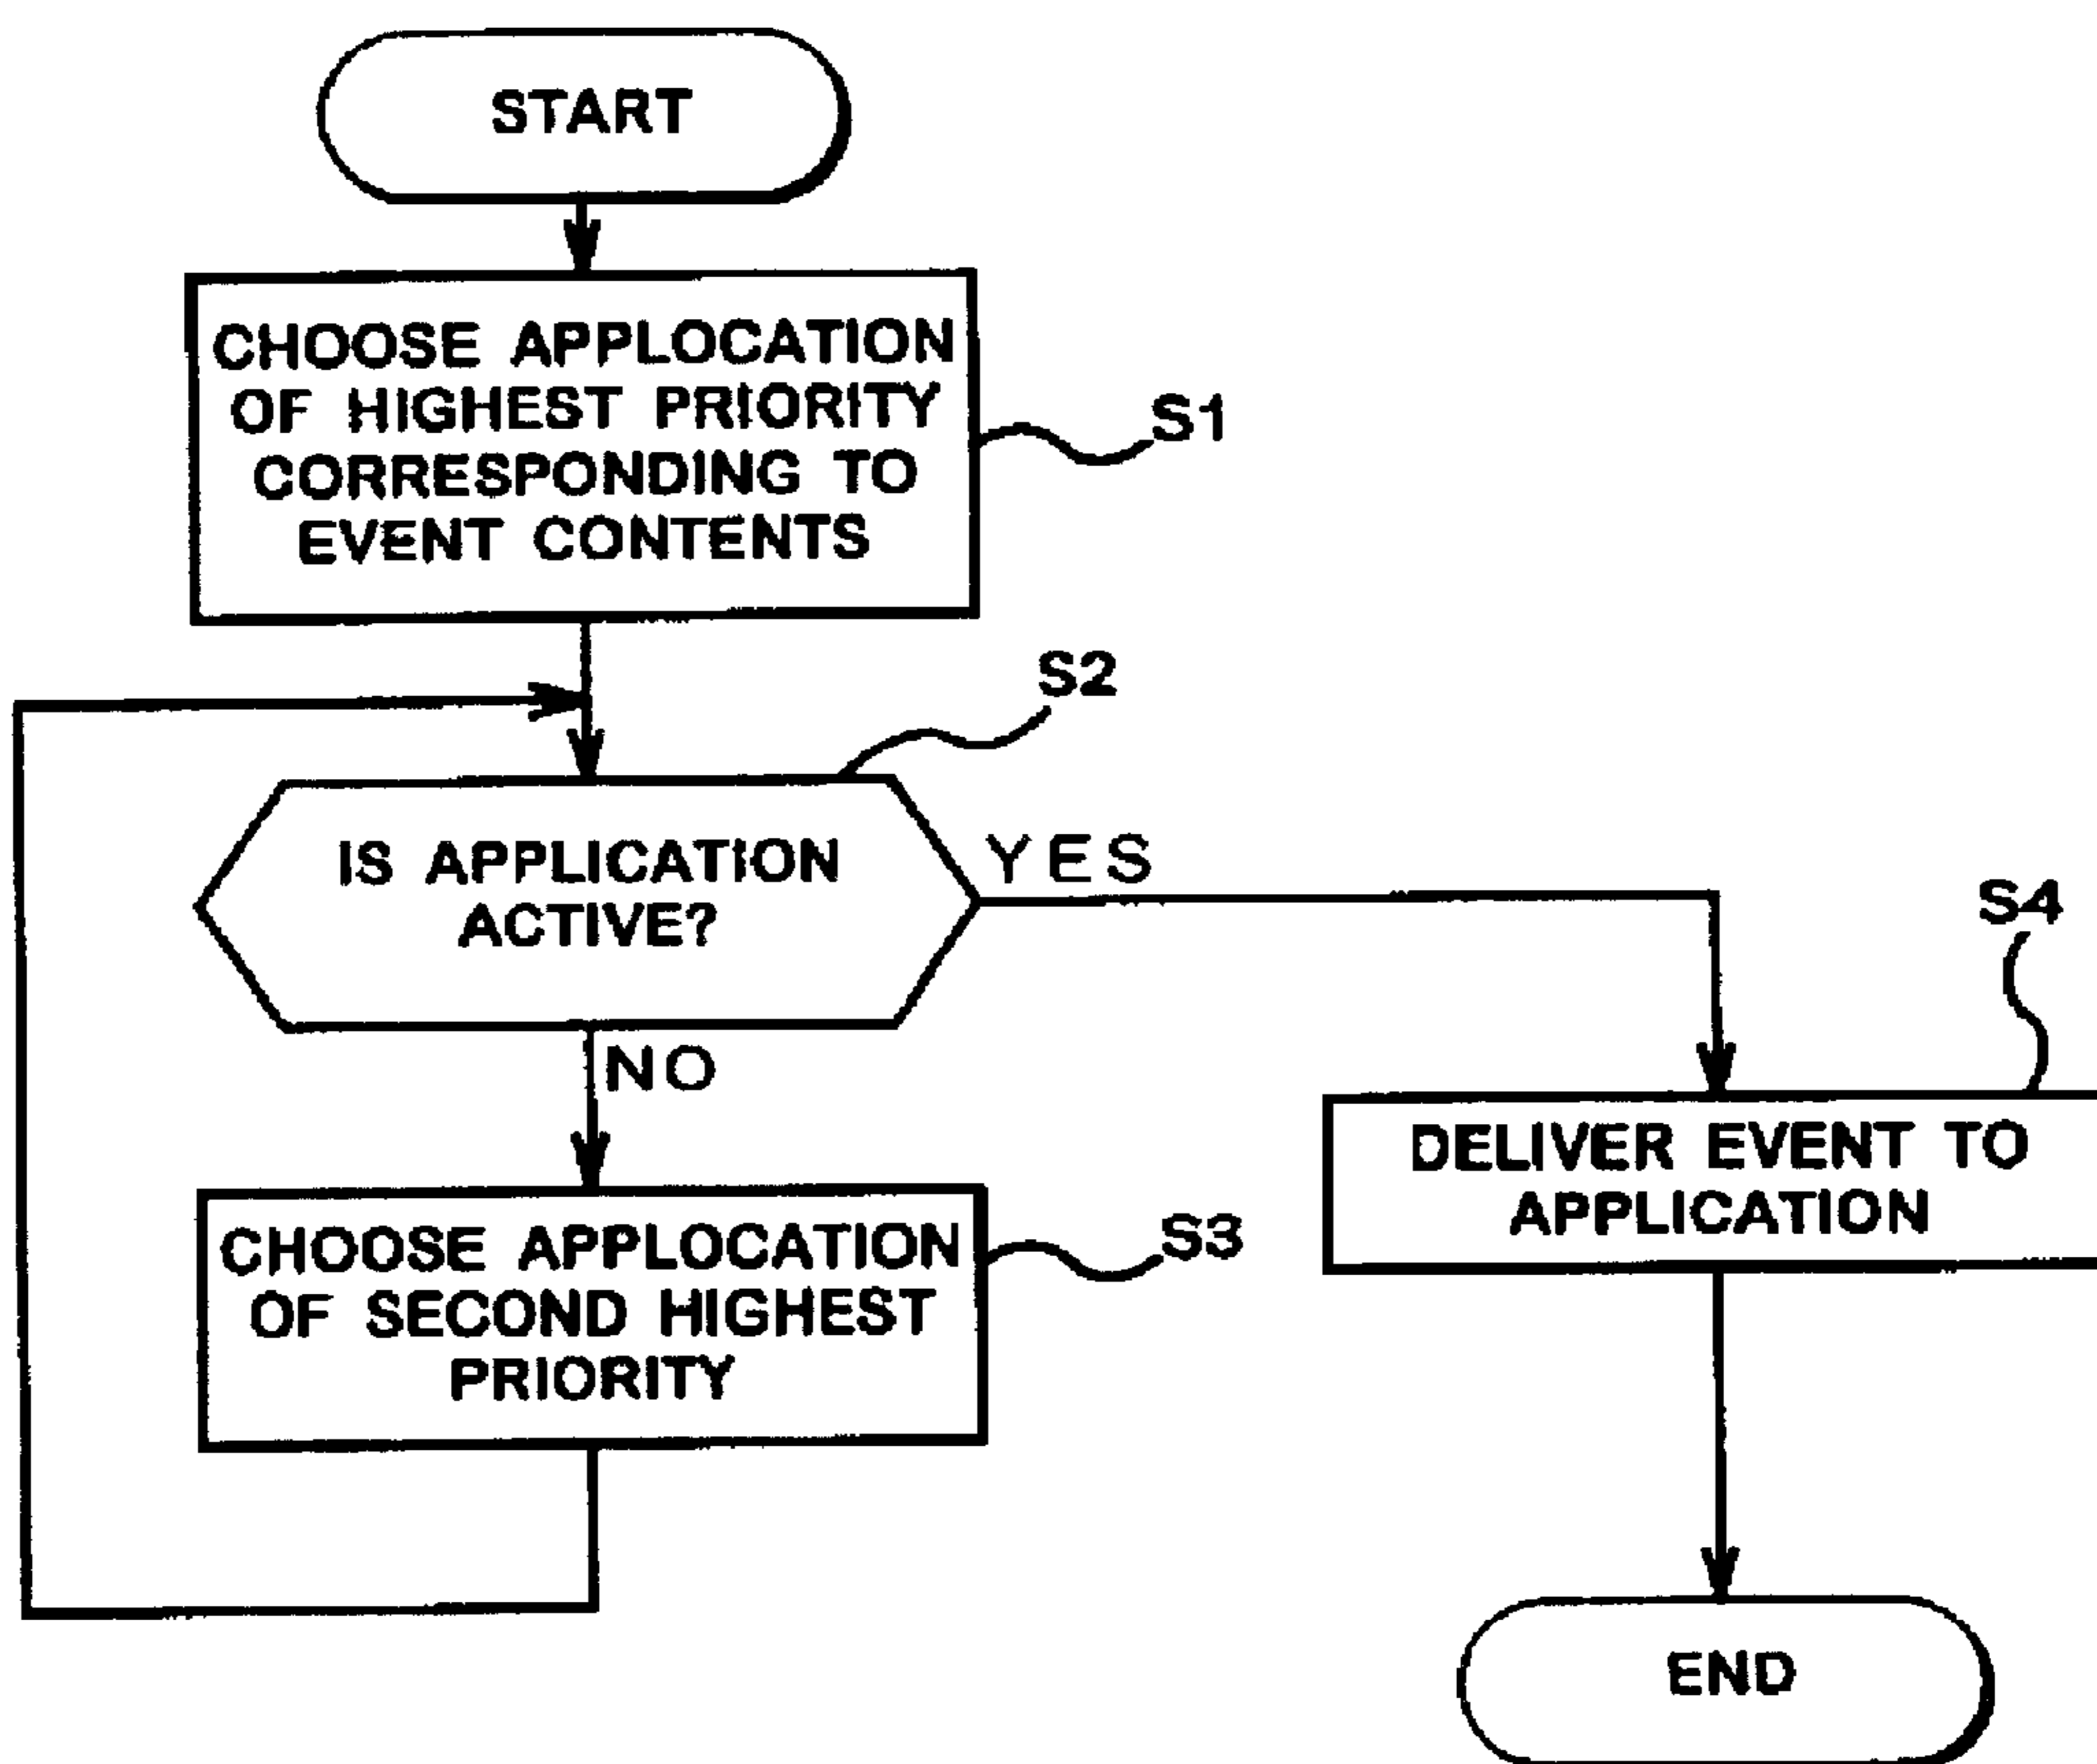 START
CHOOSE APPLOCATION
OF HIGHEST PRIORITY
CORRESPONDING TO
EVENT CONTENTS
S1
S2
IS APPLICATION
ACTIVE?
YES
NO
S4
DELIVER EVENT TO
APPLICATION
CHOOSE APPLOCATION
OF SECOND HIGHEST
PRIORITY
S3
END